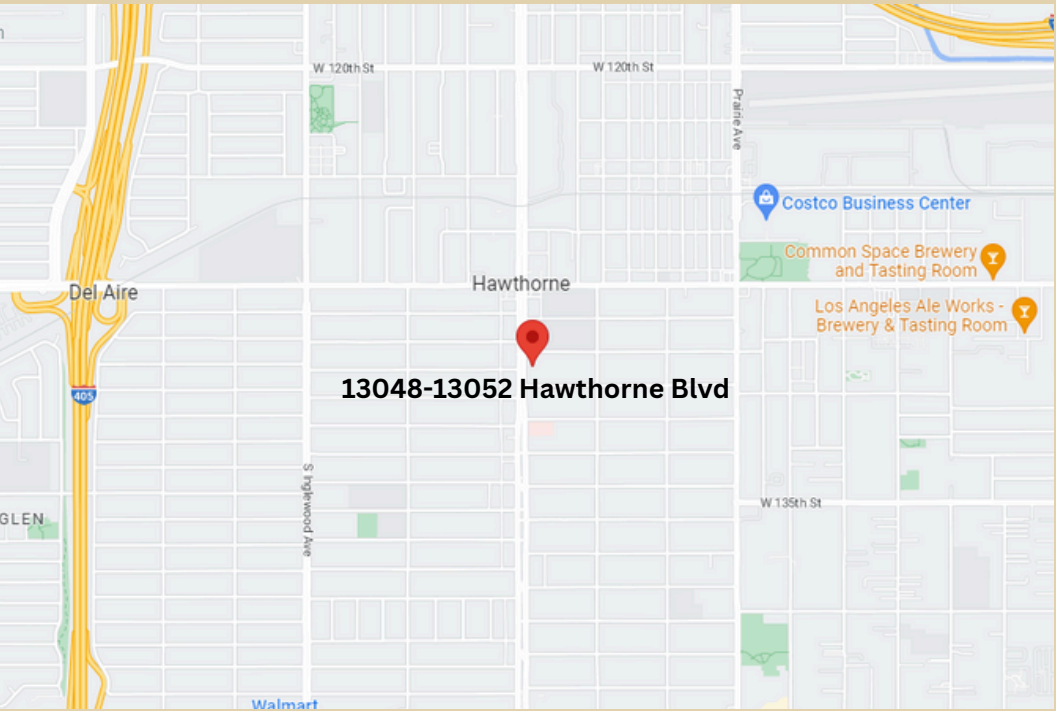 W 120th St
W 120th St
Prairie Ave
Costco Business Center
Common Space Brewery
and Tasting Room
Hawthorne
Del Aire
Los Angeles Ale Works -
Brewery & Tasting Room
13048-13052 Hawthorne Blvd
405
S Inglewood Ave
W 135th St
GLEN
Walmart